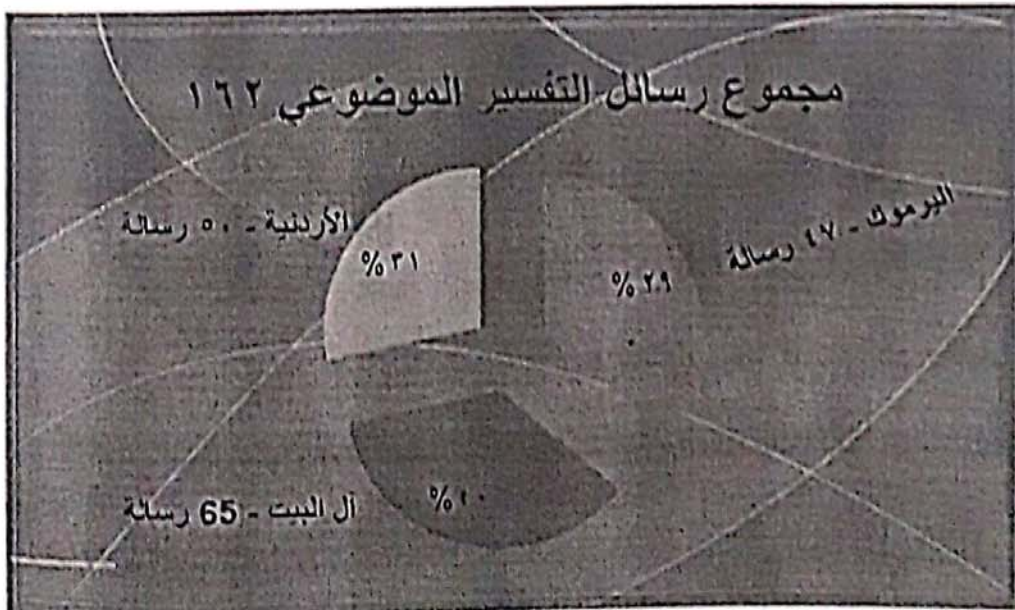 مجموع رسائل التفسير الموضوعي ١٦٢
اليرموك - ٤٧ رسالة
٢٩ %
الأردنية - ٥٠ رسالة
٣١ %
٤٠ %
آل البيت - 65 رسالة